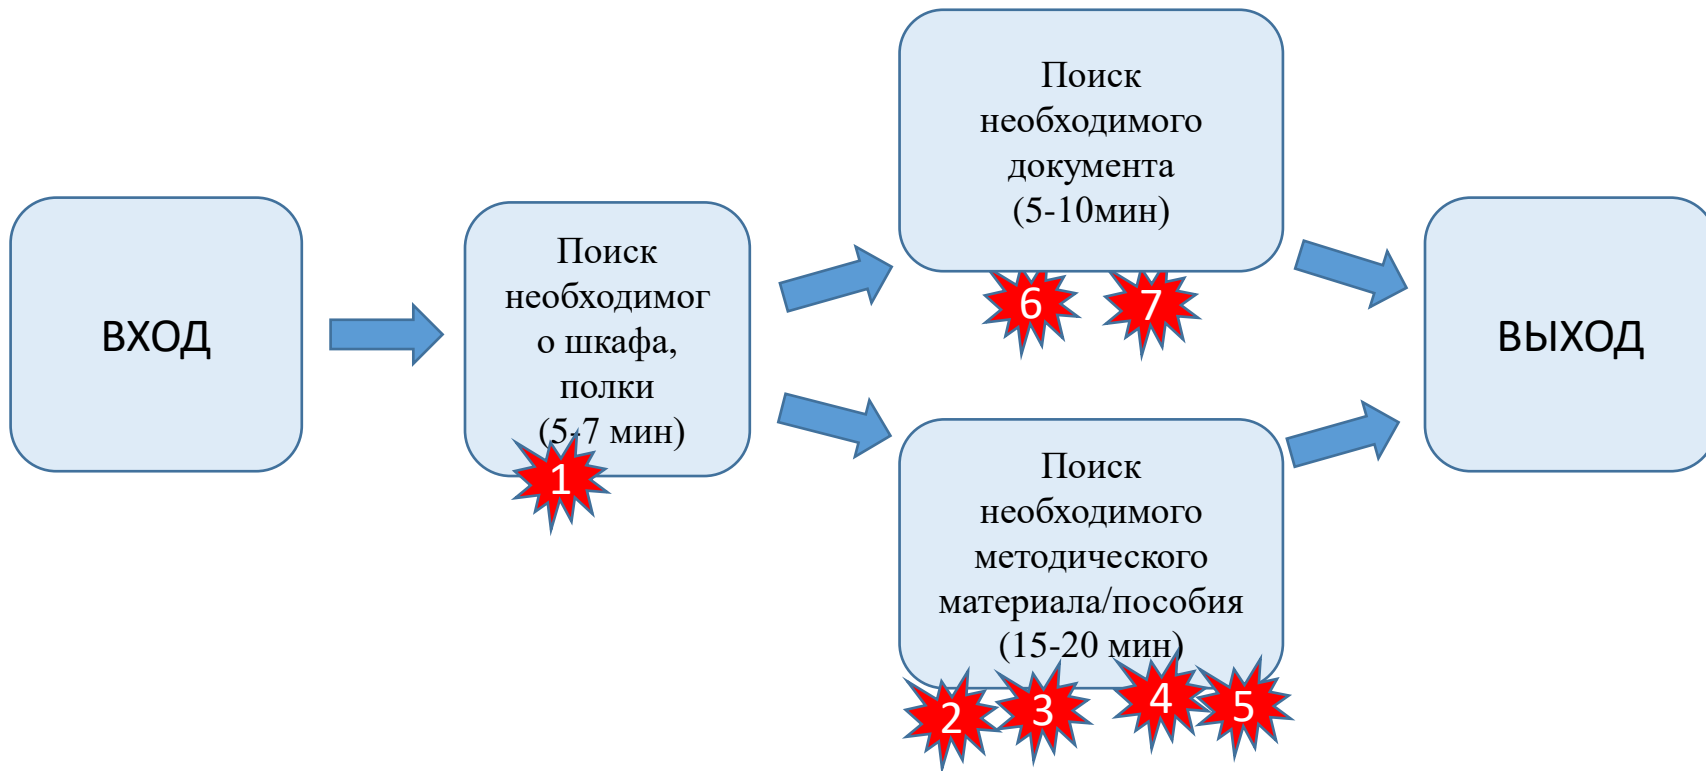 ВХОД
Поиск
необходимог
о шкафа,
полки
(5-7 мин)
1
Поиск
необходимого
документа
(5-10мин)
6
7
Поиск
необходимого
методического
материала/пособия
(15-20 мин)
2
3
4
5
ВЫХОД